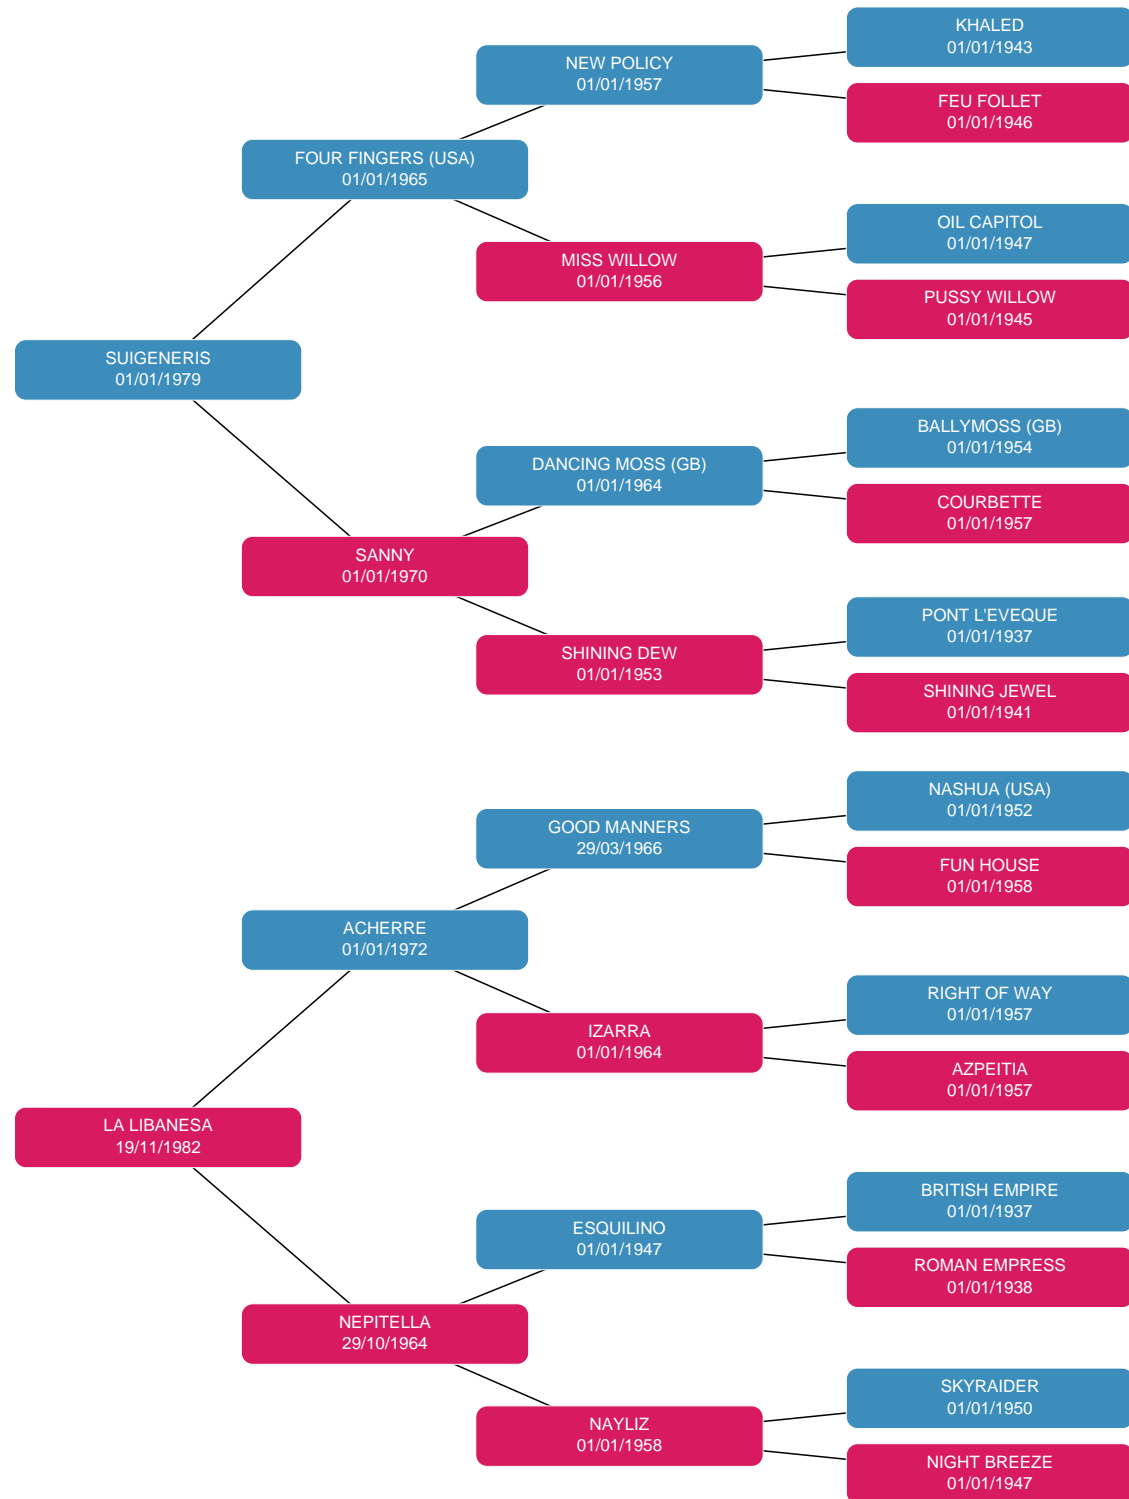 KHALED
01/01/1943
NEW POLICY
01/01/1957
FEU FOLLET
01/01/1946
FOUR FINGERS (USA)
01/01/1965
OIL CAPITOL
01/01/1947
MISS WILLOW
01/01/1956
PUSSY WILLOW
01/01/1945
SUIGENERIS
01/01/1979
BALLYMOSS (GB)
01/01/1954
DANCING MOSS (GB)
01/01/1964
COURBETTE
01/01/1957
SANNY
01/01/1970
PONT L'EVEQUE
01/01/1937
SHINING DEW
01/01/1953
SHINING JEWEL
01/01/1941
NASHUA (USA)
01/01/1952
GOOD MANNERS
29/03/1966
FUN HOUSE
01/01/1958
ACHERRE
01/01/1972
RIGHT OF WAY
01/01/1957
IZARRA
01/01/1964
AZPEITIA
01/01/1957
LA LIBANESA
19/11/1982
BRITISH EMPIRE
01/01/1937
ESQUILINO
01/01/1947
ROMAN EMPRESS
01/01/1938
NEPITELLA
29/10/1964
SKYRAIDER
01/01/1950
NAYLIZ
01/01/1958
NIGHT BREEZE
01/01/1947